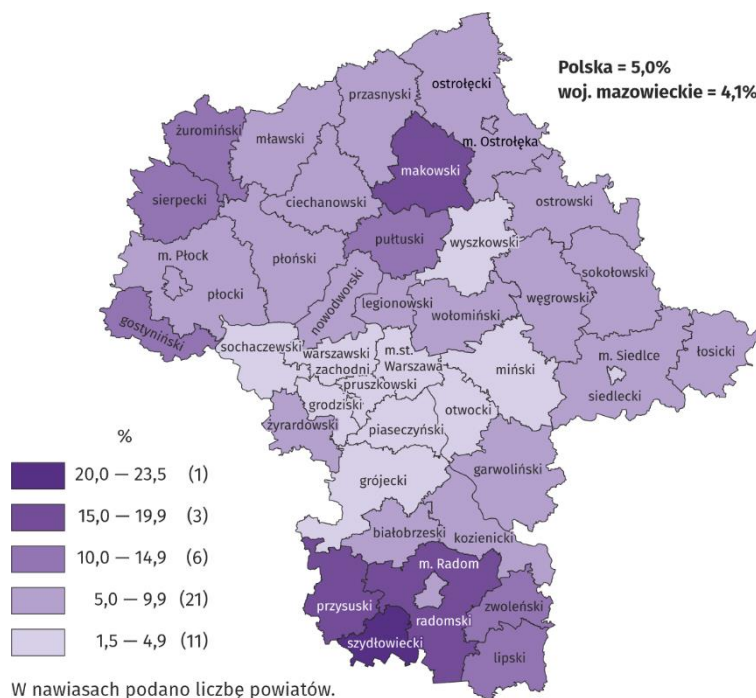 Polska = 5,0%
woj. mazowieckie = 4,1%
ostrołęcki
przasnyski
żuromiński
mławski
m. Ostrołęka
makowski
sierpecki
ciechanowski
ostrowski
pułtuski
wyszkowski
m. Płock
płoński
sokołowski
nowodworski
węgrowski
płocki
legionowski
wołomiński
gostyniński
sochaczewski
warszawski
zachodni
m.st.
Warszawa
miński
m. Siedlce
łosicki
pruszkowski
siedlecki
grodziski
otwocki
żyrardowski
piaseczyński
garwoliński
grójecki
białobrzeski
kozienicki
m. Radom
przysuski
zwoleński
radomski
szydłowiecki
lipski
%
20,0 — 23,5 (1)
15,0 — 19,9 (3)
10,0 — 14,9 (6)
5,0 — 9,9 (21)
1,5 — 4,9 (11)
W nawiasach podano liczbę powiatów.